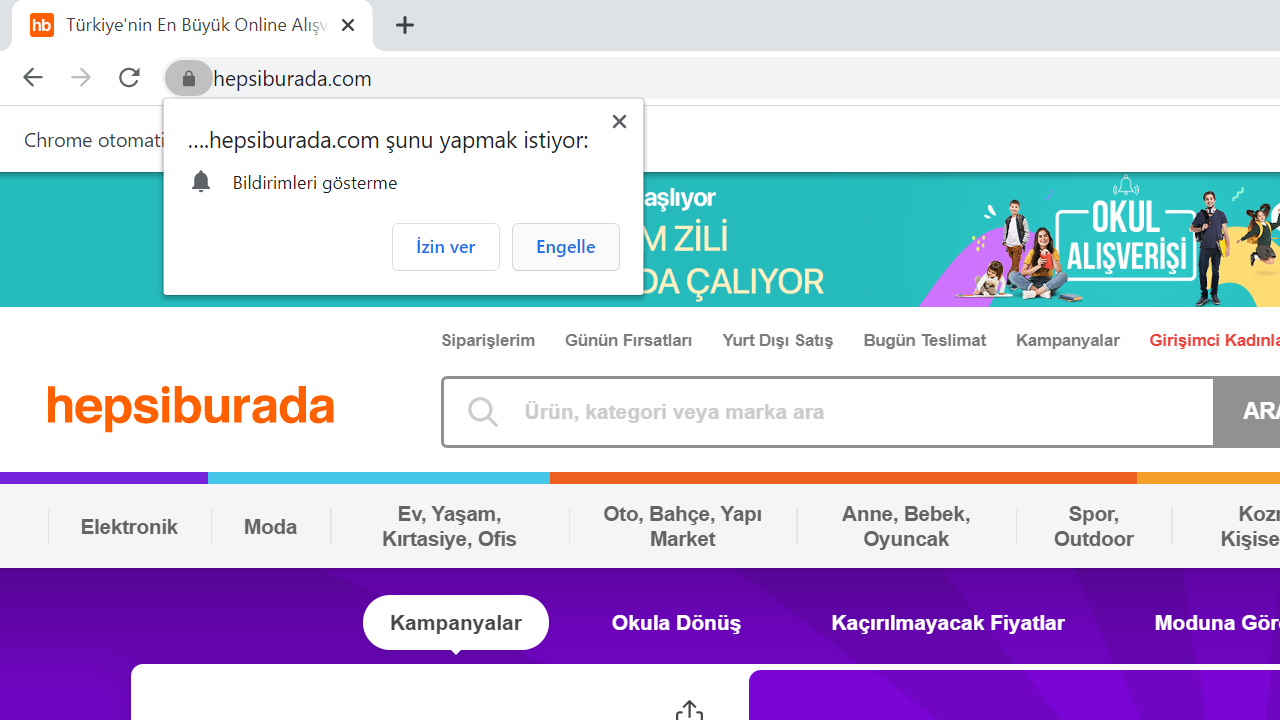 hb Türkiye'nin En Büyük Online Alışv
hepsiburada.com
Chrome otomati
....hepsiburada.com şunu yapmak istiyor:
Bildirimleri gösterme
İzin ver
Engelle
aşlıyor
M ZİLİ
DA ÇALIYOR
OKUL
ALIŞVERİŞİ
Siparişlerim Günün Fırsatları Yurt Dışı Satış Bugün Teslimat Kampanyalar Girişimci Kadınla
hepsiburada
Ürün, kategori veya marka ara
ARA
Elektronik
Moda
Ev, Yaşam,
Kırtasiye, Ofis
Oto, Bahçe, Yapı
Market
Anne, Bebek,
Oyuncak
Spor,
Outdoor
Kozm
Kişise
Kampanyalar
Okula Dönüş
Kaçırılmayacak Fiyatlar
Moduna Göre